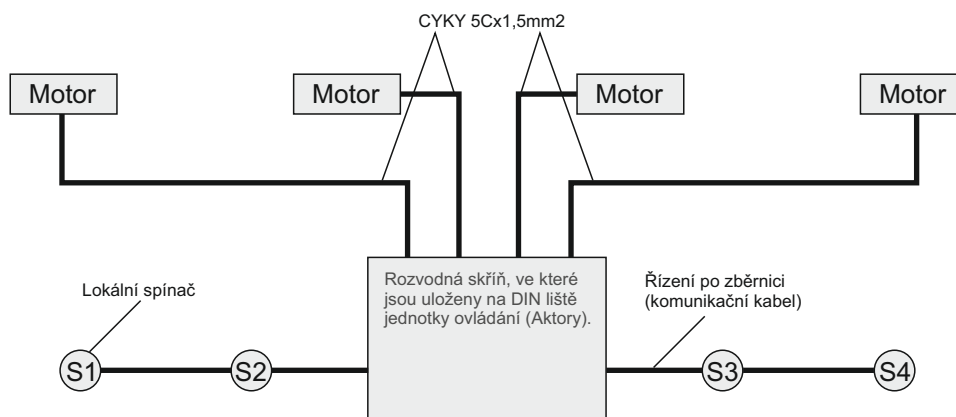 CYKY 5Cx1,5mm2
Motor
Motor
Motor
Motor
Rozvodná skříň, ve které
jsou uloženy na DIN liště
jednotky ovládání (Aktory).
Lokální spínač
Řízení po zběrnici
(komunikační kabel)
S1
S2
S3
S4